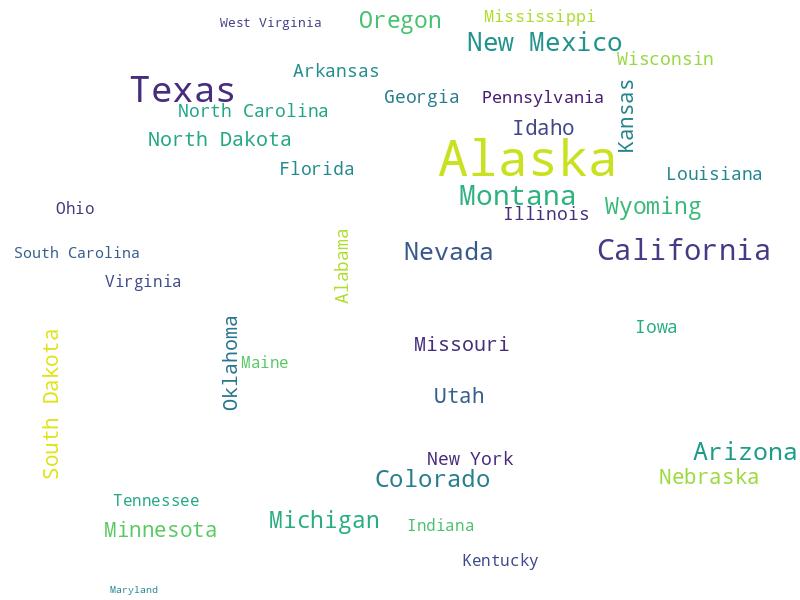 West Virginia
Oregon
Mississippi
New Mexico
Wisconsin
Arkansas
Texas
Georgia
Pennsylvania
Kansas
North Carolina
Idaho
North Dakota
Alaska
Florida
Louisiana
Montana
Wyoming
Ohio
Illinois
South Carolina
Nevada
California
Virginia
Alabama
Iowa
Missouri
Oklahoma
Maine
South Dakota
Utah
Arizona
New York
Colorado
Nebraska
Tennessee
Michigan
Indiana
Minnesota
Kentucky
Maryland